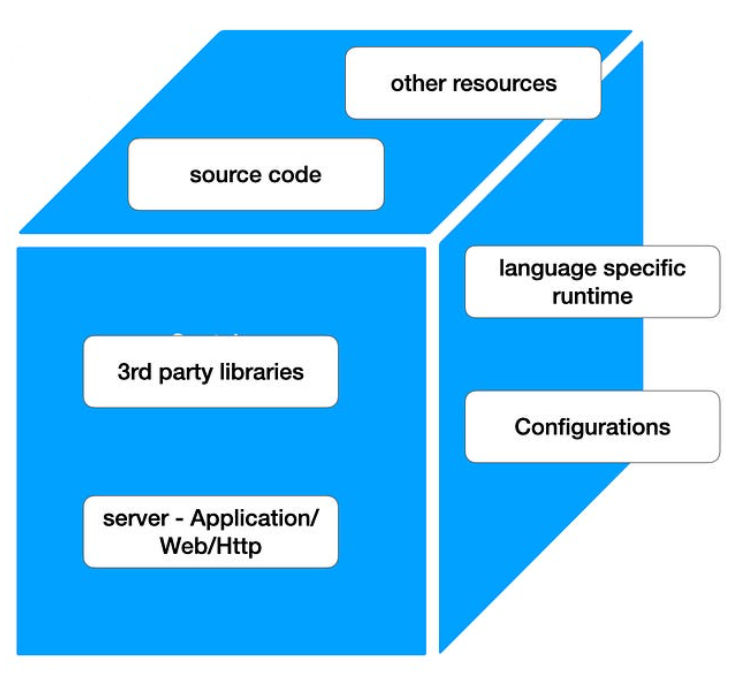 other resources
source code
language specific
runtime
3rd party libraries
Configurations
server - Application/
Web/Http